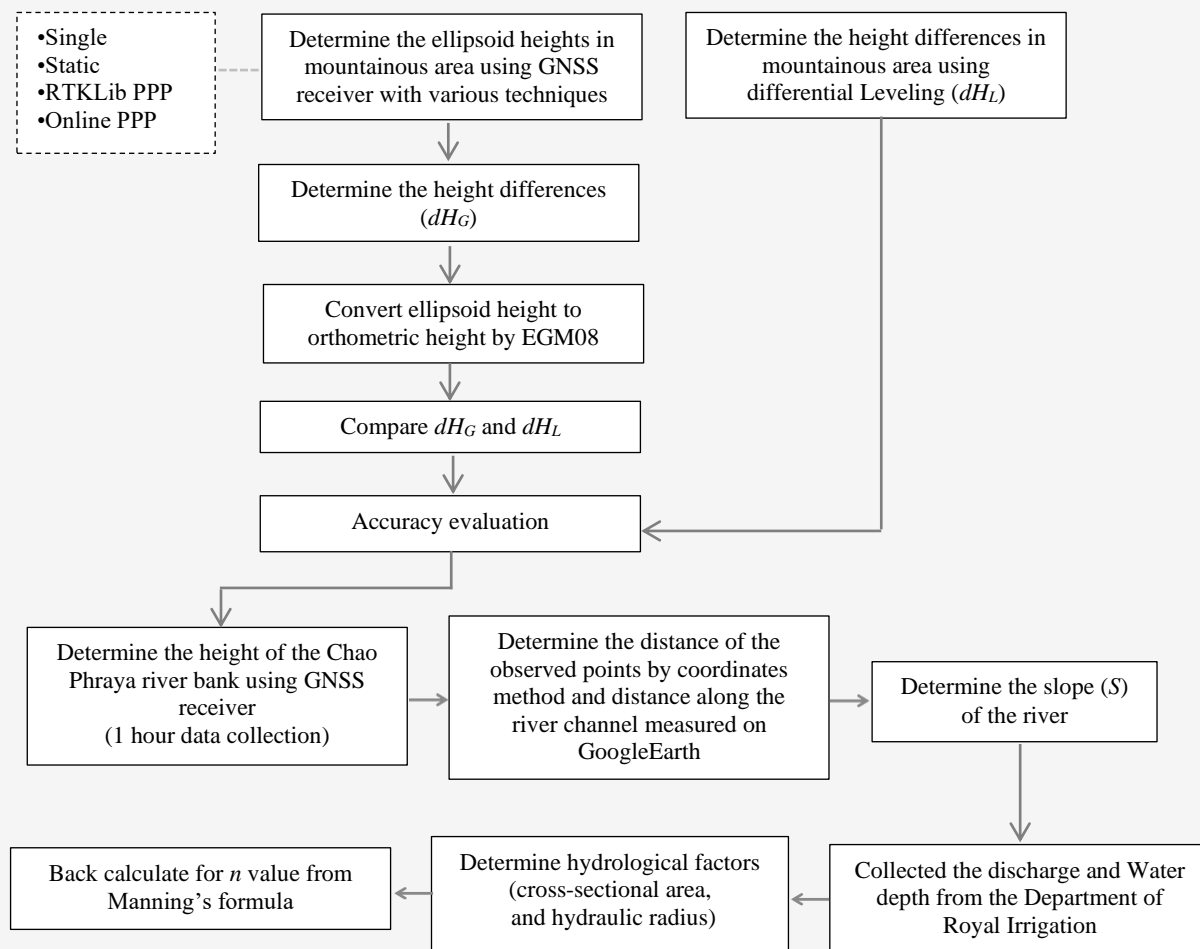 •Single
•Static
•RTKLib PPP
•Online PPP
Determine the ellipsoid heights in
mountainous area using GNSS
receiver with various techniques
Determine the height differences in
mountainous area using
differential Leveling (dHL)
Determine the height differences
(dHG)
Convert ellipsoid height to
orthometric height by EGM08
Compare dHG and dHL
Accuracy evaluation
Determine the height of the Chao
Phraya river bank using GNSS
receiver
(1 hour data collection)
Determine the distance of the
observed points by coordinates
method and distance along the
river channel measured on
GoogleEarth
Determine the slope (S)
of the river
Collected the discharge and Water
depth from the Department of
Royal Irrigation
Determine hydrological factors
(cross-sectional area,
and hydraulic radius)
Back calculate for n value from
Manning’s formula